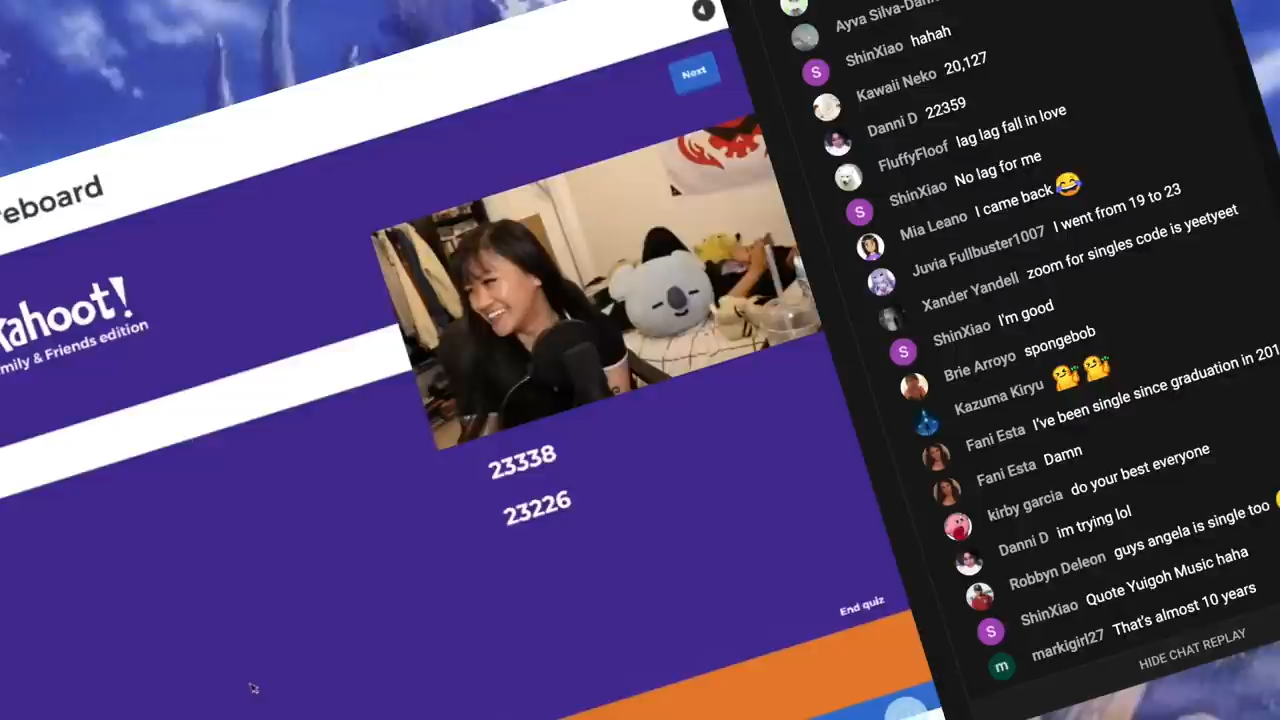 reboard
Next
Kahoot!
mily & Friends edition
23338
23226
End quiz
Ayva Silva-Dan
ShinXiao hahah
Kawaii Neko 20,127
Danni D 22359
FluffyFloof lag lag fall in love
ShinXiao No lag for me
Mia Leano I came back 😂
Juvia Fullbuster1007 I went from 19 to 23
Xander Yandell zoom for singles code is yeetyeet
ShinXiao I'm good
Brie Arroyo spongebob
Kazuma Kiryu
Fani Esta I've been single since graduation in 201
Fani Esta Damn
kirby garcia do your best everyone
Danni D im trying lol
Robbyn Deleon guys angela is single too
ShinXiao Quote Yuigoh Music haha
markigirl27 That's almost 10 years
HIDE CHAT REPLAY